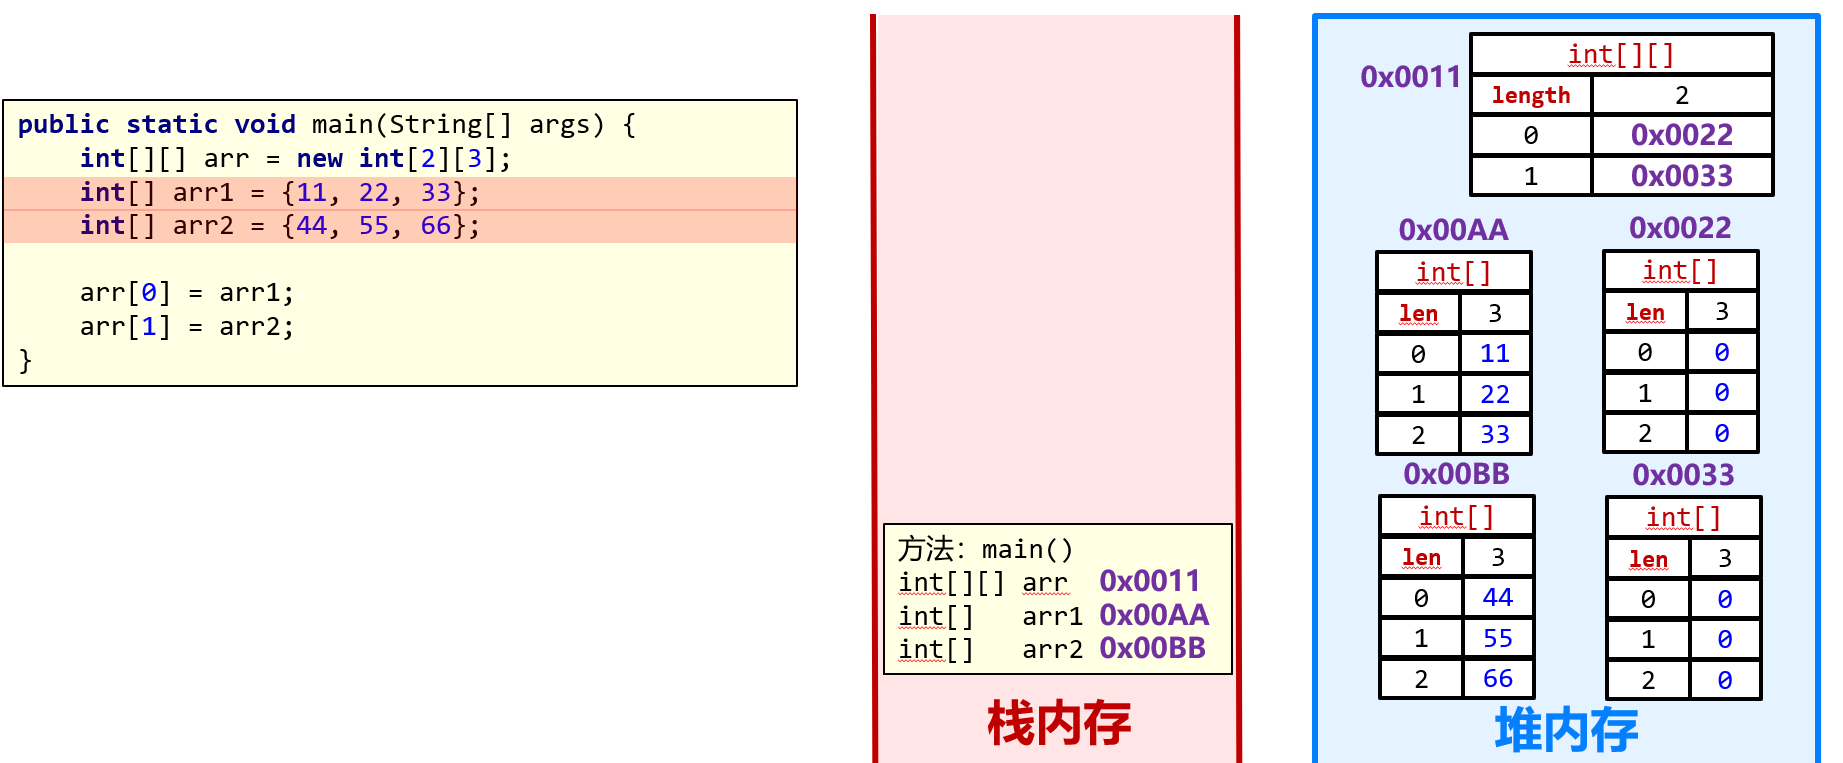 public static void main(String[] args) {
int[][] arr = new int[2][3];
int[] arr1 = {11, 22, 33};
int[] arr2 = {44, 55, 66};
arr[0] = arr1;
arr[1] = arr2;
}
方法：main()
int[][] arr 0x0011
int[] arr1 0x00AA
int[] arr2 0x00BB
栈内存
0x0011
int[][]
length 2
0 0x0022
1 0x0033
0x00AA
int[]
len 3
0 11
1 22
2 33
0x0022
int[]
len 3
0 0
1 0
2 0
0x00BB
int[]
len 3
0 44
1 55
2 66
0x0033
int[]
len 3
0 0
1 0
2 0
堆内存